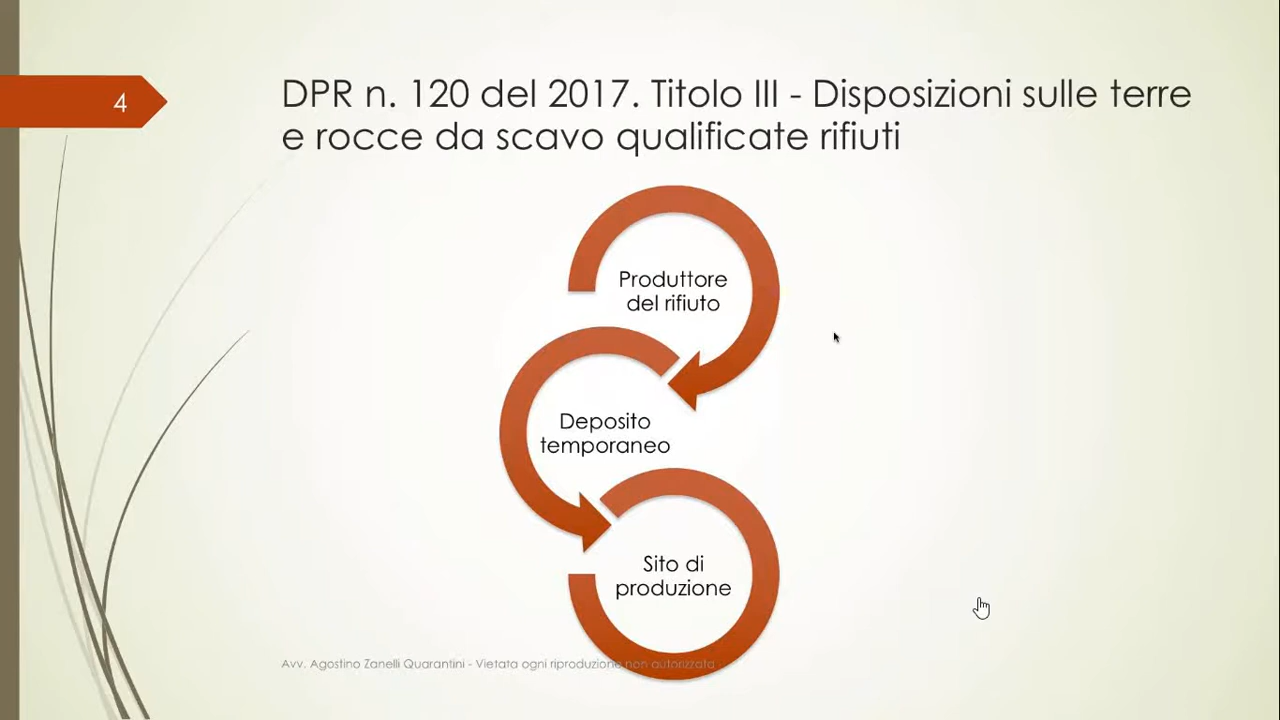 4
DPR n. 120 del 2017. Titolo III - Disposizioni sulle terre
e rocce da scavo qualificate rifiuti
Produttore
del rifiuto
Deposito
temporaneo
Sito di
produzione
Avv. Agostino Zanelli Quarantini - Vietata ogni riproduzione non autorizzata -